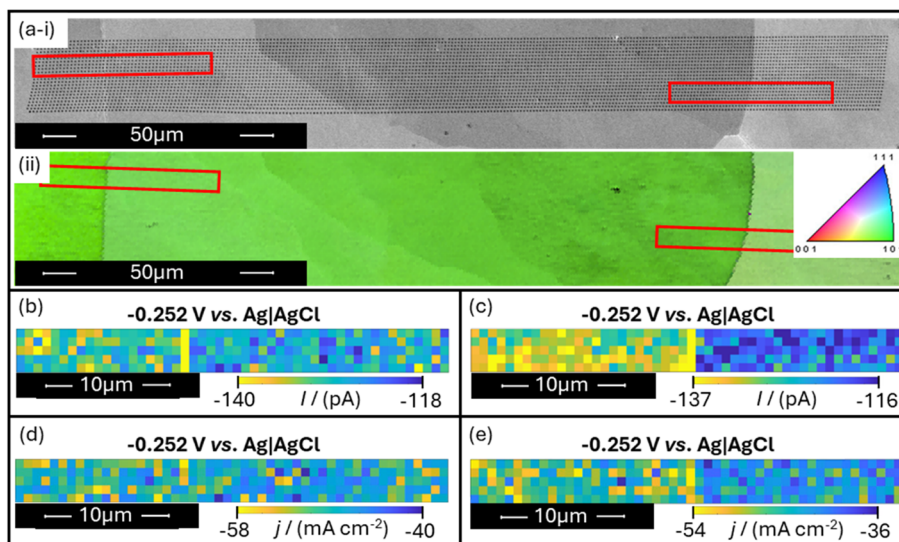 (a-i)
50µm
(ii)
111
001
10
50µm
(b)
-0.252 V vs. Ag|AgCl
10µm
-140
I / (pA)
-118
(c)
-0.252 V vs. Ag|AgCl
10µm
-137
I / (pA)
-116
(d)
-0.252 V vs. Ag|AgCl
10µm
-58
j / (mA cm⁻²)
-40
(e)
-0.252 V vs. Ag|AgCl
10µm
-54
j / (mA cm⁻²)
-36